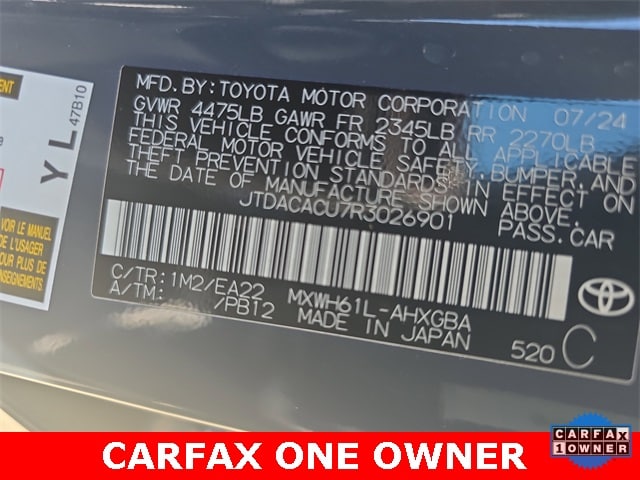 MFD. BY: TOYOTA MOTOR CORPORATION 07/24
GVWR 4475LB GAWR FR 2345LB RR 2270LB
THIS VEHICLE CONFORMS TO ALL APPLICABLE
FEDERAL MOTOR VEHICLE SAFETY, BUMPER, AND
THEFT PREVENTION STANDARDS IN EFFECT ON
THE DATE OF MANUFACTURE SHOWN ABOVE.
JTDACACU7R3026901 PASS. CAR
C/TR: 1M2/EA22 MXWH61L-AHXGBA
A/TM: /PB12 MADE IN JAPAN
520 C
YL
47B10
VOIR LE MANUEL
DE L'USAGER
POUR PLUS DE
RENSEIGNEMENTS
CARFAX ONE OWNER
CARFAX
1 OWNER